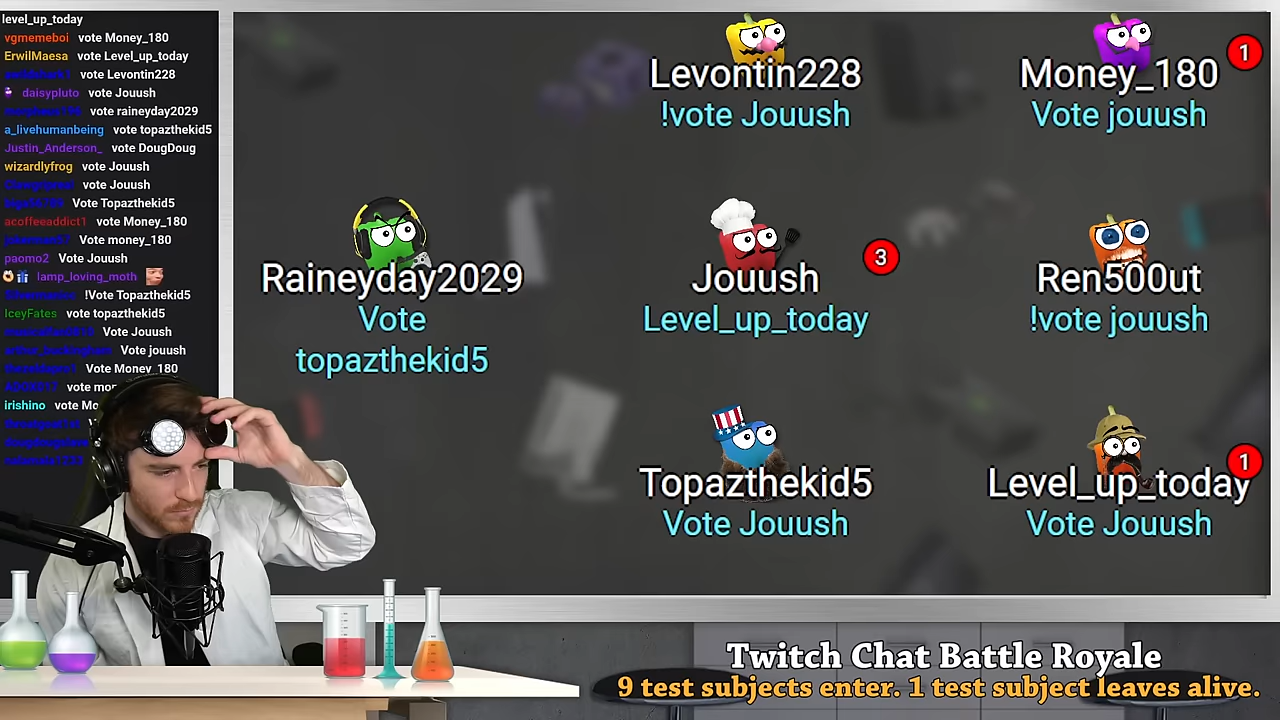 level_up_today
vgmemeboi vote Money_180
ErwilMaesa vote Level_up_today
vote Levontin228
daisypluto vote Jouush
vote raineyday2029
a_livehumanbeing vote topazthekid5
Justin_Anderson_ vote DougDoug
wizardlyfrog vote Jouush
vote Jouush
Vote Topazthekid5
acoffeeaddict1 vote Money_180
Vote money_180
paomo2 Vote Jouush
lamp_loving_moth
!Vote Topazthekid5
IceyFates vote topazthekid5
Vote Jouush
Vote jouush
Vote Money_180
vote mon
irishino vote Mo
Levontin228
!vote Jouush
Money_180
Vote jouush
1
Raineyday2029
Vote
topazthekid5
Jouush
Level_up_today
3
Ren500ut
!vote jouush
Topazthekid5
Vote Jouush
Level_up_today
Vote Jouush
1
Twitch Chat Battle Royale
9 test subjects enter. 1 test subject leaves alive.